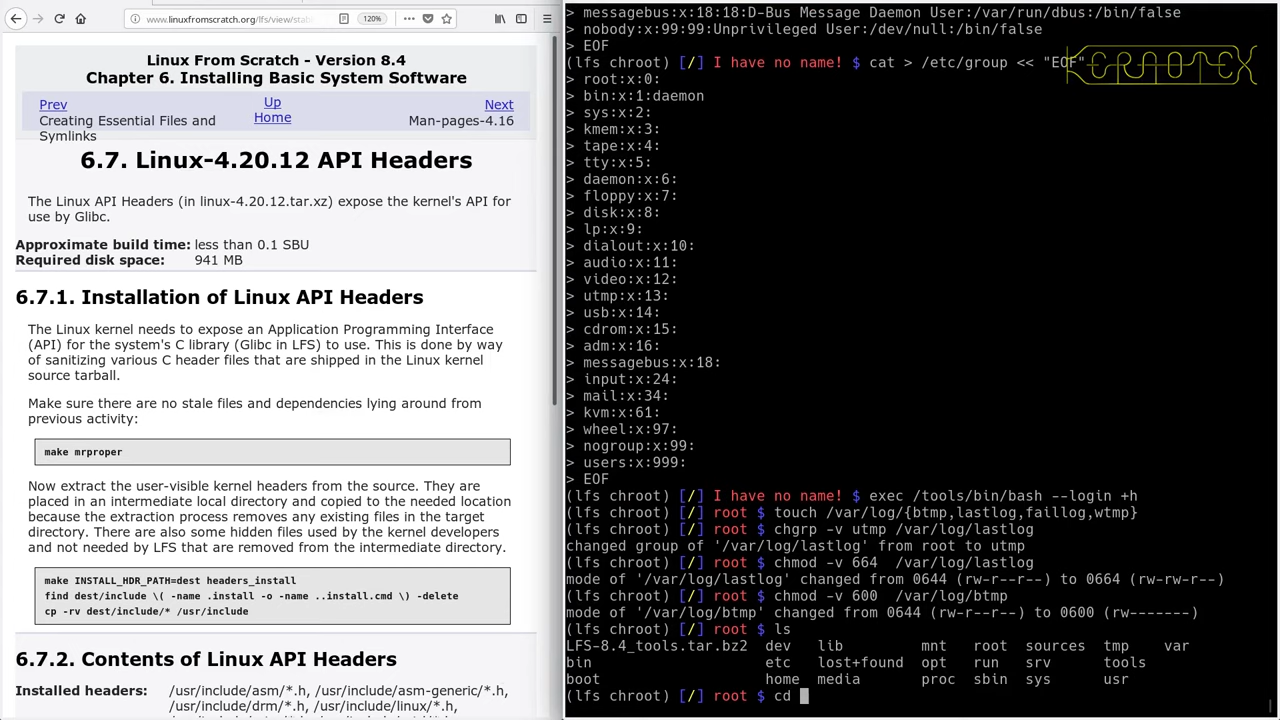 www.linuxfromscratch.org/lfs/view/sta
120%
Linux From Scratch - Version 8.4
Chapter 6. Installing Basic System Software
Prev
Up
Next
Creating Essential Files and
Symlinks
Home
Man-pages-4.16
6.7. Linux-4.20.12 API Headers
The Linux API Headers (in linux-4.20.12.tar.xz) expose the kernel's API for
use by Glibc.
Approximate build time: less than 0.1 SBU
Required disk space: 941 MB
6.7.1. Installation of Linux API Headers
The Linux kernel needs to expose an Application Programming Interface
(API) for the system's C library (Glibc in LFS) to use. This is done by way
of sanitizing various C header files that are shipped in the Linux kernel
source tarball.
Make sure there are no stale files and dependencies lying around from
previous activity:
make mrproper
Now extract the user-visible kernel headers from the source. They are
placed in an intermediate local directory and copied to the needed location
because the extraction process removes any existing files in the target
directory. There are also some hidden files used by the kernel developers
and not needed by LFS that are removed from the intermediate directory.
make INSTALL_HDR_PATH=dest headers_install
find dest/include \( -name .install -o -name ..install.cmd \) -delete
cp -rv dest/include/* /usr/include
6.7.2. Contents of Linux API Headers
Installed headers: /usr/include/asm/*.h, /usr/include/asm-generic/*.h,
/usr/include/drm/*.h, /usr/include/linux/*.h,
> messagebus:x:18:18:D-Bus Message Daemon User:/var/run/dbus:/bin/false
> nobody:x:99:99:Unprivileged User:/dev/null:/bin/false
> EOF
(lfs chroot) [/] I have no name! $ cat > /etc/group << "EOF"
> root:x:0:
> bin:x:1:daemon
> sys:x:2:
> kmem:x:3:
> tape:x:4:
> tty:x:5:
> daemon:x:6:
> floppy:x:7:
> disk:x:8:
> lp:x:9:
> dialout:x:10:
> audio:x:11:
> video:x:12:
> utmp:x:13:
> usb:x:14:
> cdrom:x:15:
> adm:x:16:
> messagebus:x:18:
> input:x:24:
> mail:x:34:
> kvm:x:61:
> wheel:x:97:
> nogroup:x:99:
> users:x:999:
> EOF
(lfs chroot) [/] I have no name! $ exec /tools/bin/bash --login +h
(lfs chroot) [/] root $ touch /var/log/{btmp,lastlog,faillog,wtmp}
(lfs chroot) [/] root $ chgrp -v utmp /var/log/lastlog
changed group of '/var/log/lastlog' from root to utmp
(lfs chroot) [/] root $ chmod -v 664  /var/log/lastlog
mode of '/var/log/lastlog' changed from 0644 (rw-r--r--) to 0664 (rw-rw-r--)
(lfs chroot) [/] root $ chmod -v 600  /var/log/btmp
mode of '/var/log/btmp' changed from 0644 (rw-r--r--) to 0600 (rw-------)
(lfs chroot) [/] root $ ls
LFS-8.4_tools.tar.bz2  dev   lib         mnt   root  sources  tmp    var
bin                    etc   lost+found  opt   run   srv      tools
boot                   home  media       proc  sbin  sys      usr
(lfs chroot) [/] root $ cd